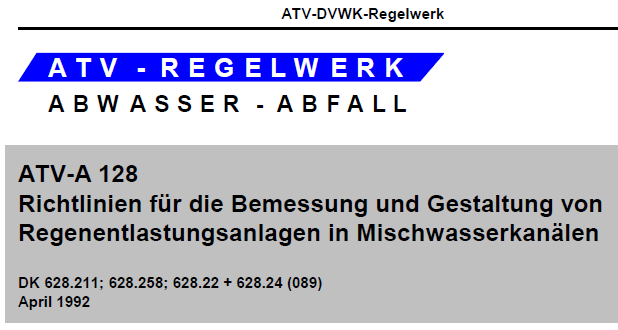 ATV-DVWK-Regelwerk
ATV - REGELWERK
ABWASSER - ABFALL
ATV-A 128
Richtlinien für die Bemessung und Gestaltung von
Regenentlastungsanlagen in Mischwasserkanälen
DK 628.211; 628.258; 628.22 + 628.24 (089)
April 1992